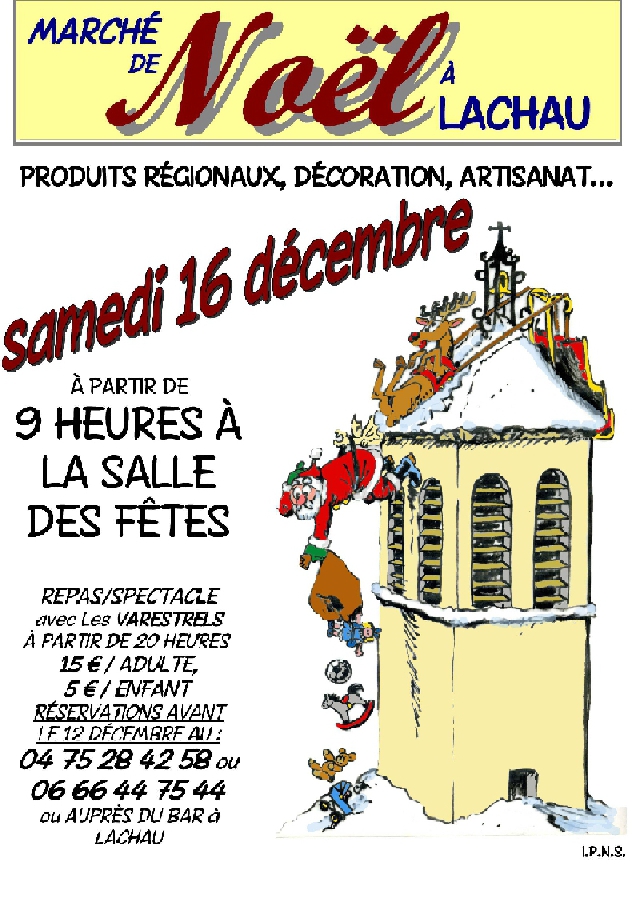 MARCHÉ
DE
Noël
À
LACHAU
PRODUITS RÉGIONAUX, DÉCORATION, ARTISANAT...
samedi 16 décembre
À PARTIR DE
9 HEURES À
LA SALLE
DES FÊTES
REPAS/SPECTACLE
avec Les VARESTRELS
À PARTIR DE 20 HEURES
15 € / ADULTE,
5 € / ENFANT
RÉSERVATIONS AVANT
LE 12 DÉCEMBRE AU :
04 75 28 42 58 ou
06 66 44 75 44
ou AUPRÈS DU BAR à
LACHAU
I.P.N.S.